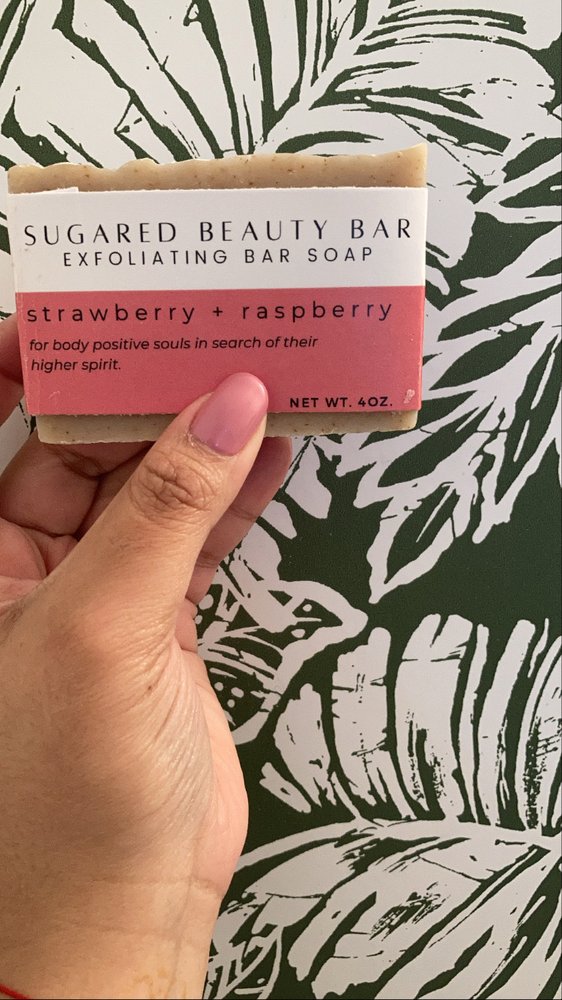 SUGARED BEAUTY BAR
EXFOLIATING BAR SOAP
strawberry + raspberry
for body positive souls in search of their
higher spirit.
NET WT. 4OZ.